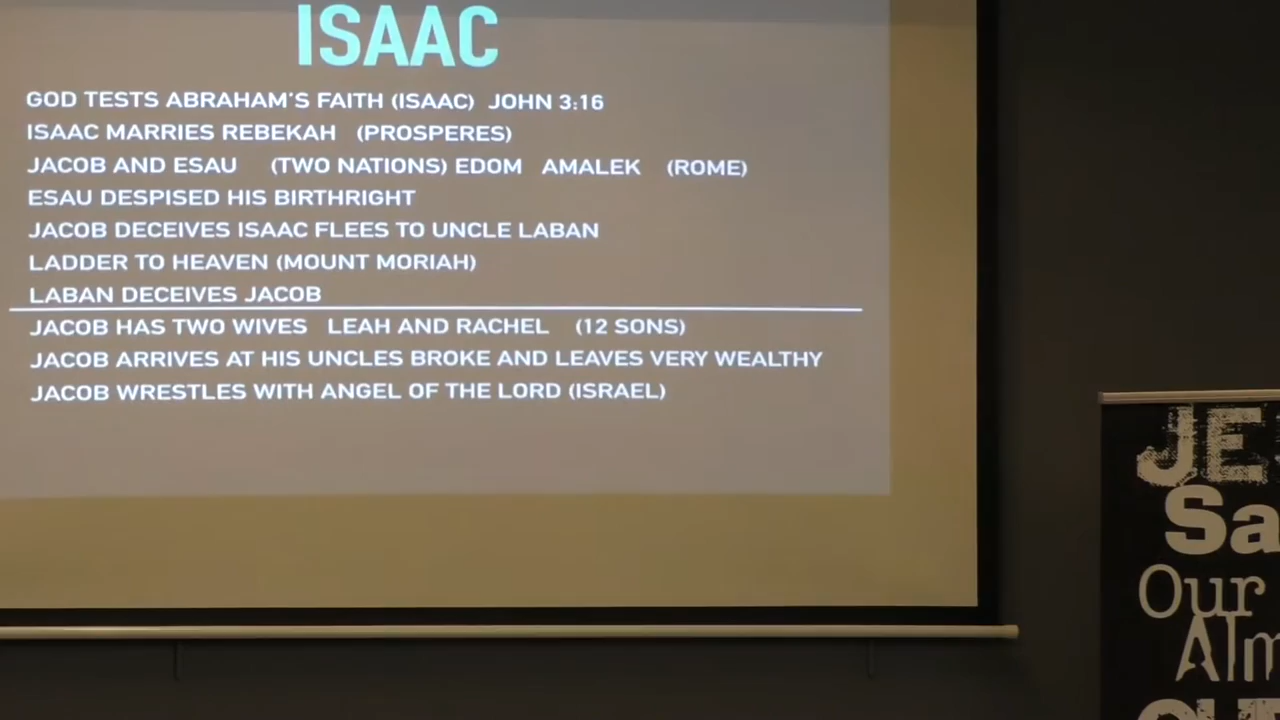 ISAAC
GOD TESTS ABRAHAM'S FAITH (ISAAC) JOHN 3:16
ISAAC MARRIES REBEKAH (PROSPERES)
JACOB AND ESAU (TWO NATIONS) EDOM AMALEK (ROME)
ESAU DESPISED HIS BIRTHRIGHT
JACOB DECEIVES ISAAC FLEES TO UNCLE LABAN
LADDER TO HEAVEN (MOUNT MORIAH)
LABAN DECEIVES JACOB
JACOB HAS TWO WIVES LEAH AND RACHEL (12 SONS)
JACOB ARRIVES AT HIS UNCLES BROKE AND LEAVES VERY WEALTHY
JACOB WRESTLES WITH ANGEL OF THE LORD (ISRAEL)
Our